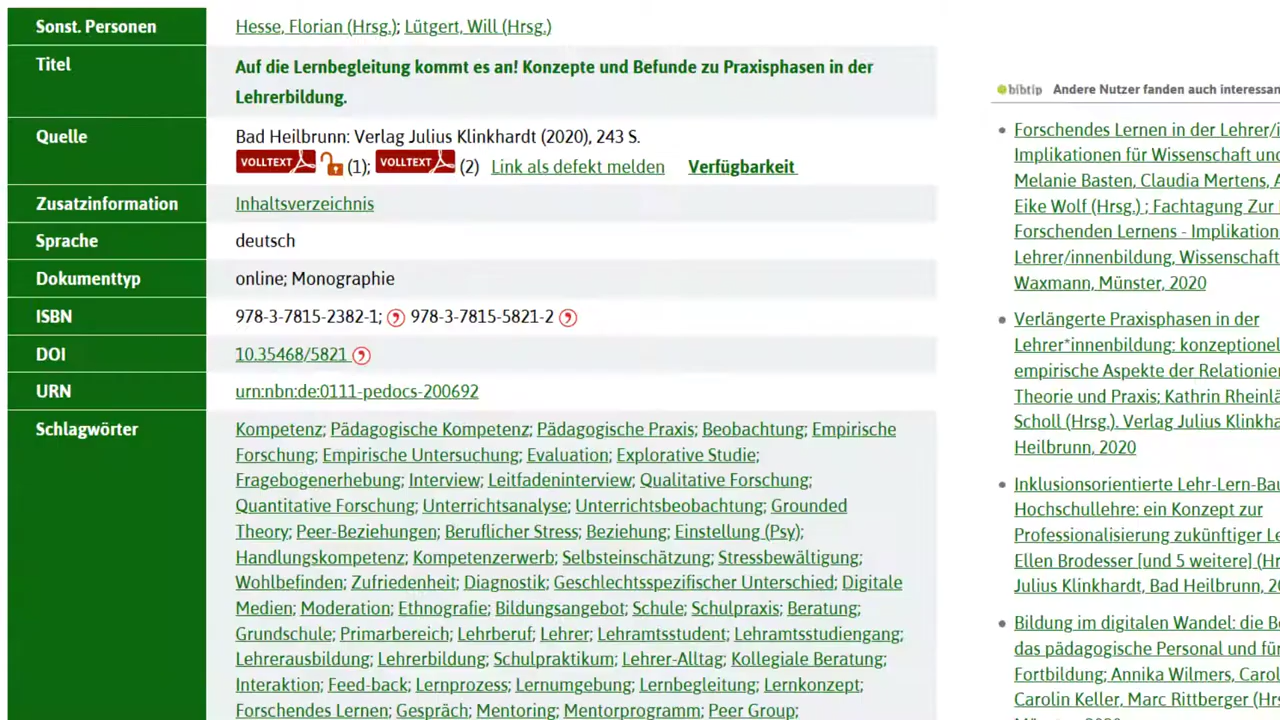 Sonst. Personen
Hesse, Florian (Hrsg.); Lütgert, Will (Hrsg.)
Titel
Auf die Lernbegleitung kommt es an! Konzepte und Befunde zu Praxisphasen in der
Lehrerbildung.
Quelle
Bad Heilbrunn: Verlag Julius Klinkhardt (2020), 243 S.
VOLLTEXT (1); VOLLTEXT (2) Link als defekt melden Verfügbarkeit
Zusatzinformation
Inhaltsverzeichnis
Sprache
deutsch
Dokumenttyp
online; Monographie
ISBN
978-3-7815-2382-1; 978-3-7815-5821-2
DOI
10.35468/5821
URN
urn:nbn:de:0111-pedocs-200692
Schlagwörter
Kompetenz; Pädagogische Kompetenz; Pädagogische Praxis; Beobachtung; Empirische
Forschung; Empirische Untersuchung; Evaluation; Explorative Studie;
Fragebogenerhebung; Interview; Leitfadeninterview; Qualitative Forschung;
Quantitative Forschung; Unterrichtsanalyse; Unterrichtsbeobachtung; Grounded
Theory; Peer-Beziehungen; Beruflicher Stress; Beziehung; Einstellung (Psy);
Handlungskompetenz; Kompetenzerwerb; Selbsteinschätzung; Stressbewältigung;
Wohlbefinden; Zufriedenheit; Diagnostik; Geschlechtsspezifischer Unterschied; Digitale
Medien; Moderation; Ethnografie; Bildungsangebot; Schule; Schulpraxis; Beratung;
Grundschule; Primarbereich; Lehrberuf; Lehrer; Lehramtsstudent; Lehramtsstudiengang;
Lehrerausbildung; Lehrerbildung; Schulpraktikum; Lehrer-Alltag; Kollegiale Beratung;
Interaktion; Feed-back; Lernprozess; Lernumgebung; Lernbegleitung; Lernkonzept;
Forschendes Lernen; Gespräch; Mentoring; Mentorprogramm; Peer Group;
bibtip Andere Nutzer fanden auch interessan
Forschendes Lernen in der Lehrer/i
Implikationen für Wissenschaft und
Melanie Basten, Claudia Mertens, A
Eike Wolf (Hrsg.) ; Fachtagung Zur
Forschenden Lernens - Implikation
Lehrer/innenbildung, Wissenschaft
Waxmann, Münster, 2020
Verlängerte Praxisphasen in der
Lehrer*innenbildung: konzeptionel
empirische Aspekte der Relationier
Theorie und Praxis; Kathrin Rheinlä
Scholl (Hrsg.). Verlag Julius Klinkha
Heilbrunn, 2020
Inklusionsorientierte Lehr-Lern-Bau
Hochschullehre: ein Konzept zur
Professionalisierung zukünftiger Le
Ellen Brodesser [und 5 weitere] (Hr
Julius Klinkhardt, Bad Heilbrunn, 20
Bildung im digitalen Wandel: die Be
das pädagogische Personal und für
Fortbildung; Annika Wilmers, Carol
Carolin Keller, Marc Rittberger (Hrs